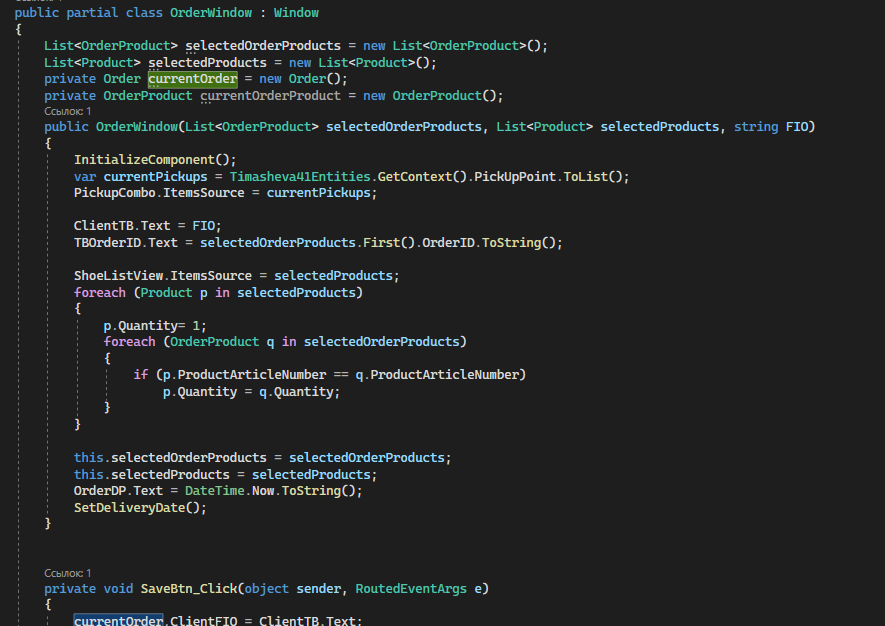 public partial class OrderWindow : Window
{
List<OrderProduct> selectedOrderProducts = new List<OrderProduct>();
List<Product> selectedProducts = new List<Product>();
private Order currentOrder = new Order();
private OrderProduct currentOrderProduct = new OrderProduct();
Ссылок: 1
public OrderWindow(List<OrderProduct> selectedOrderProducts, List<Product> selectedProducts, string FIO)
{
InitializeComponent();
var currentPickups = Timasheva41Entities.GetContext().PickUpPoint.ToList();
PickupCombo.ItemsSource = currentPickups;
ClientTB.Text = FIO;
TBOrderID.Text = selectedOrderProducts.First().OrderID.ToString();
ShoeListView.ItemsSource = selectedProducts;
foreach (Product p in selectedProducts)
{
p.Quantity= 1;
foreach (OrderProduct q in selectedOrderProducts)
{
if (p.ProductArticleNumber == q.ProductArticleNumber)
p.Quantity = q.Quantity;
}
}
this.selectedOrderProducts = selectedOrderProducts;
this.selectedProducts = selectedProducts;
OrderDP.Text = DateTime.Now.ToString();
SetDeliveryDate();
}
Ссылок: 1
private void SaveBtn_Click(object sender, RoutedEventArgs e)
{
currentOrder.ClientFIO = ClientTB.Text;